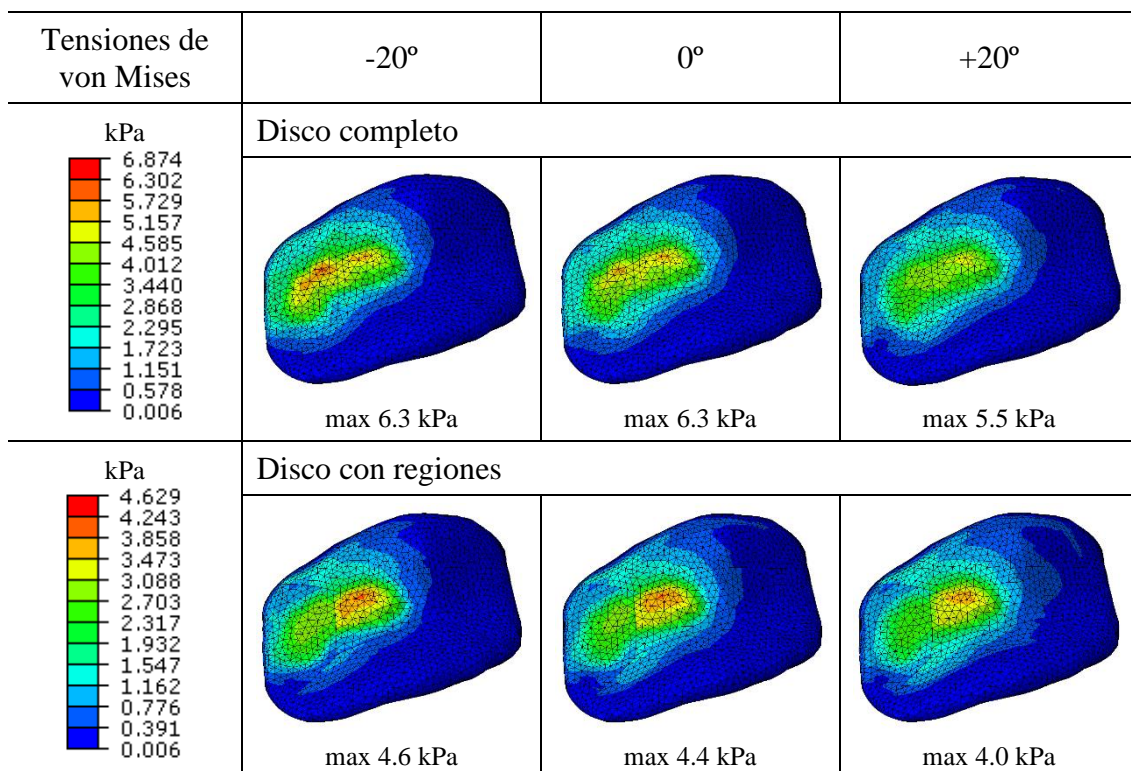 Tensiones de
von Mises
-20º
0º
+20º
kPa
6.874
6.302
5.729
5.157
4.585
4.012
3.440
2.868
2.295
1.723
1.151
0.578
0.006
Disco completo
max 6.3 kPa
max 6.3 kPa
max 5.5 kPa
kPa
4.629
4.243
3.858
3.473
3.088
2.703
2.317
1.932
1.547
1.162
0.776
0.391
0.006
Disco con regiones
max 4.6 kPa
max 4.4 kPa
max 4.0 kPa